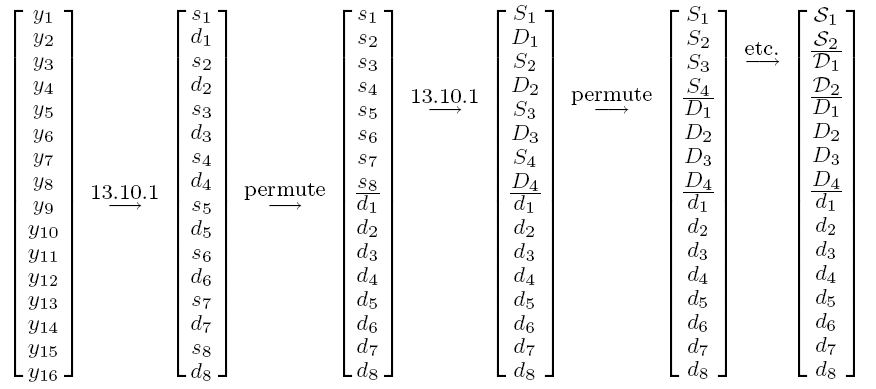 y1 s1 s1 S1 S1 𝒮1
y2 d1 s2 D1 S2 𝒮2
y3 s2 s3 S2 S3 etc. 𝒟1
y4 d2 s4 D2 S4 𝒟2
y5 s3 s5 13.10.1 S3 permute D1 D1
y6 d3 s6 D3 D2 D2
y7 s4 s7 S4 D3 D3
y8 d4 s8 D4 D4 D4
y9 13.10.1 s5 permute d1 d1 d1 d1
y10 d5 d2 d2 d2 d2
y11 s6 d3 d3 d3 d3
y12 d6 d4 d4 d4 d4
y13 s7 d5 d5 d5 d5
y14 d7 d6 d6 d6 d6
y15 s8 d7 d7 d7 d7
y16 d8 d8 d8 d8 d8